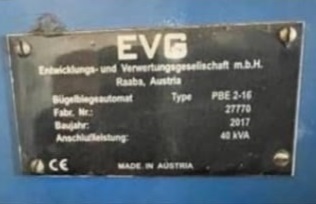 EVG
Entwicklungs- und Verwertungsgesellschaft m.b.H.
Raaba, Austria
Bügelbiegeautomat Type PBE 2-16
Fabr. Nr.: 27770
Baujahr: 2017
Anschlußleistung: 40 kVA
CE MADE IN AUSTRIA